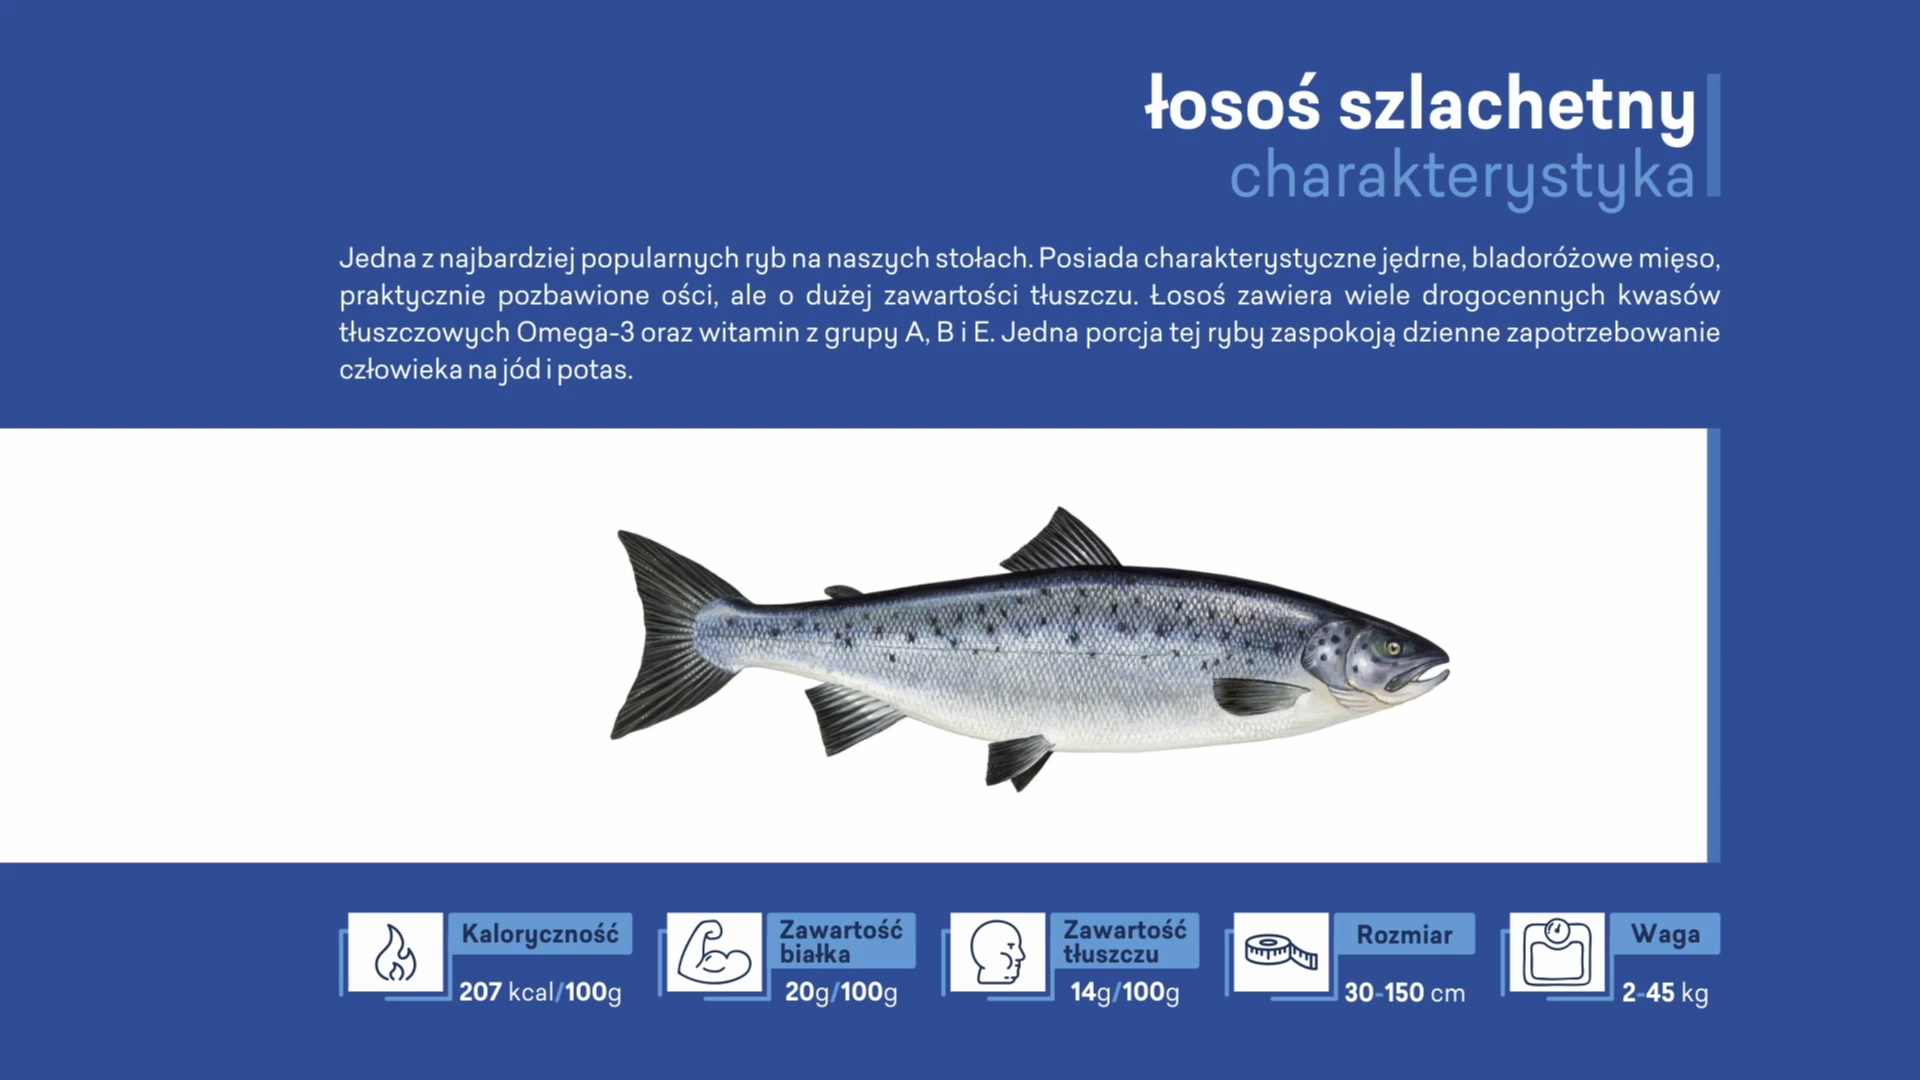 łosoś szlachetny
charakterystyka
Jedna z najbardziej popularnych ryb na naszych stołach. Posiada charakterystyczne jędrne, bladoróżowe mięso,
praktycznie pozbawione ości, ale o dużej zawartości tłuszczu. Łosoś zawiera wiele drogocennych kwasów
tłuszczowych Omega-3 oraz witamin z grupy A, B i E. Jedna porcja tej ryby zaspokoją dzienne zapotrzebowanie
człowieka na jód i potas.
Kaloryczność
207 kcal/100g
Zawartość
białka
20g/100g
Zawartość
tłuszczu
14g/100g
Rozmiar
30-150 cm
Waga
2-45 kg